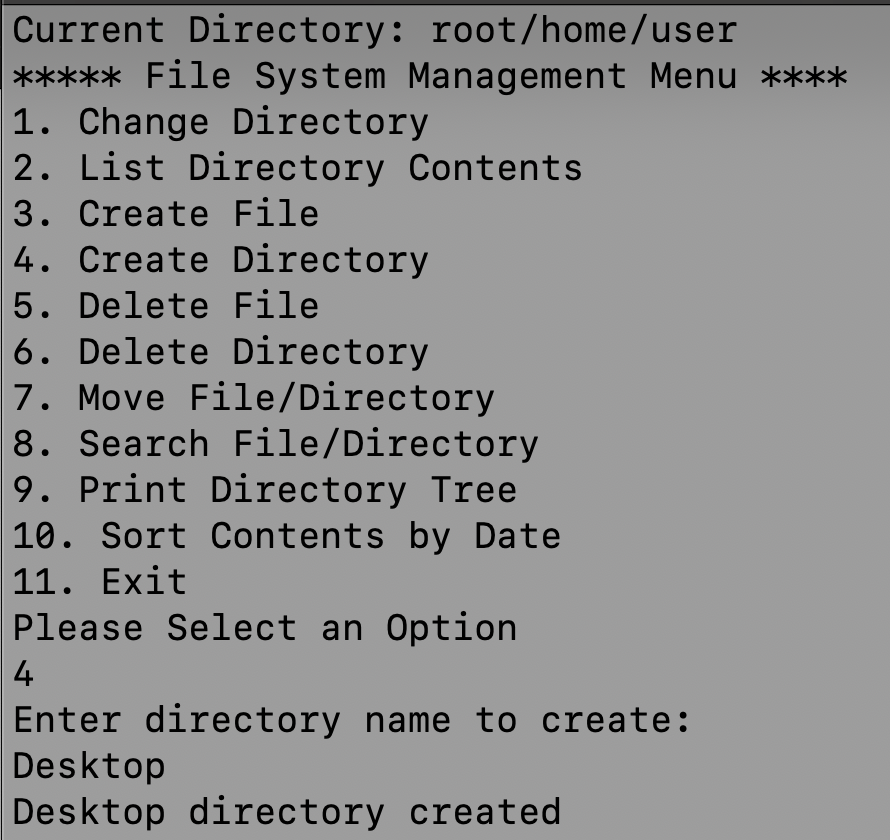 Current Directory: root/home/user
***** File System Management Menu ****
1. Change Directory
2. List Directory Contents
3. Create File
4. Create Directory
5. Delete File
6. Delete Directory
7. Move File/Directory
8. Search File/Directory
9. Print Directory Tree
10. Sort Contents by Date
11. Exit
Please Select an Option
4
Enter directory name to create:
Desktop
Desktop directory created